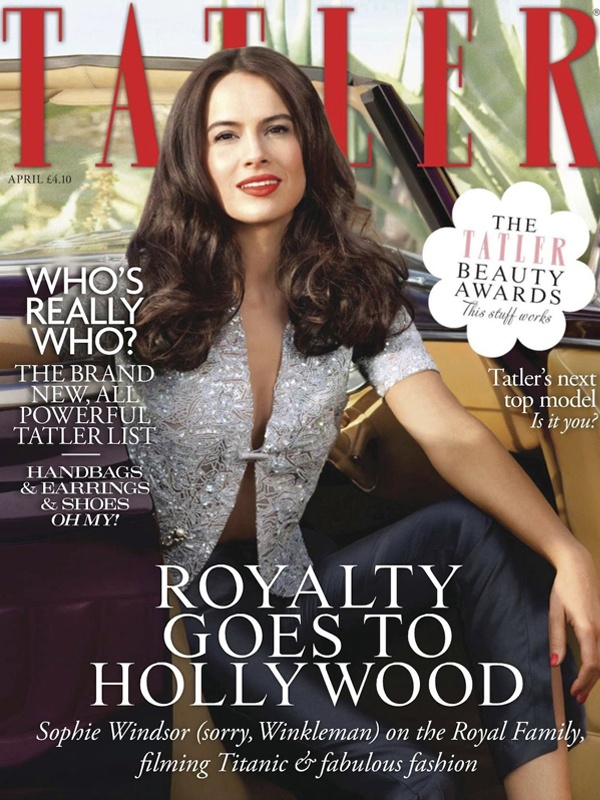 TATLER
APRIL £4.10
THE
TATLER
BEAUTY
AWARDS
This stuff works
WHO'S
REALLY
WHO?
THE BRAND
NEW, ALL
POWERFUL
TATLER LIST
HANDBAGS
& EARRINGS
& SHOES
OH MY!
Tatler's next
top model
Is it you?
ROYALTY
GOES TO
HOLLYWOOD
Sophie Windsor (sorry, Winkleman) on the Royal Family,
filming Titanic & fabulous fashion